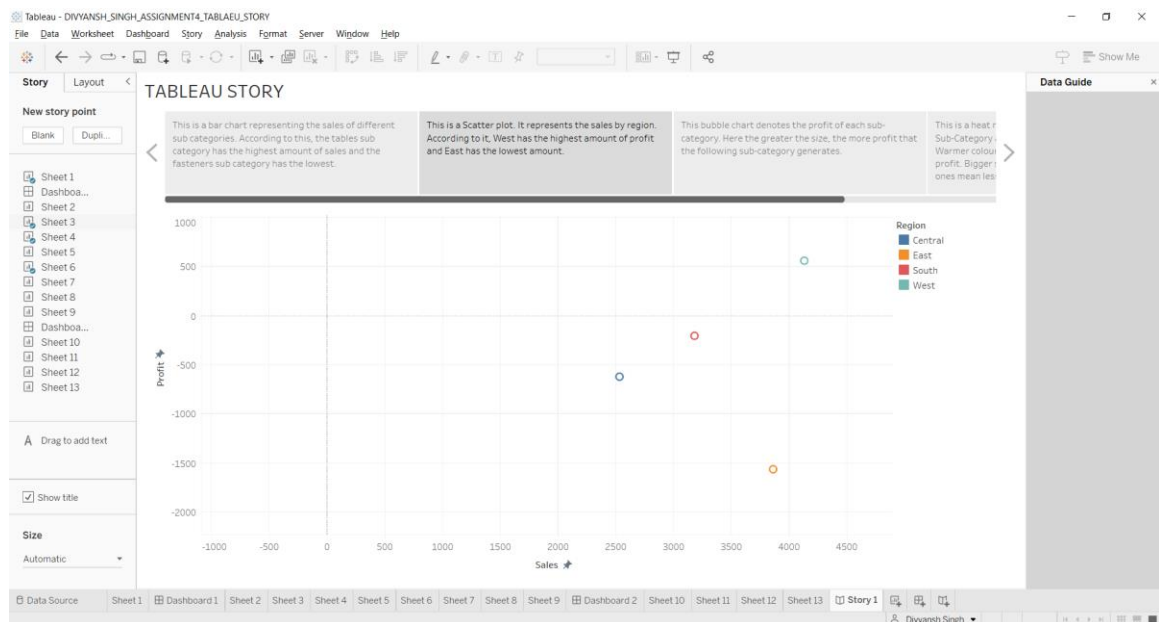 Tableau - DIVYANSH_SINGH_ASSIGNMENT4_TABLAEU_STORY
File Data Worksheet Dashboard Story Analysis Format Server Window Help
Show Me
Story Layout
New story point
Blank Dupli...
Sheet 1
Dashboa...
Sheet 2
Sheet 3
Sheet 4
Sheet 5
Sheet 6
Sheet 7
Sheet 8
Sheet 9
Dashboa...
Sheet 10
Sheet 11
Sheet 12
Sheet 13
A Drag to add text
Show title
Size
Automatic
TABLEAU STORY
This is a bar chart representing the sales of different
sub categories. According to this, the tables sub
category has the highest amount of sales and the
fasteners sub category has the lowest.
This is a Scatter plot. It represents the sales by region.
According to it, West has the highest amount of profit
and East has the lowest amount.
This bubble chart denotes the profit of each sub-
category. Here the greater the size, the more profit that
the following sub-category generates.
This is a heat
Sub-Category
Warmer colou
profit. Bigger
ones mean les
1000
500
0
-500
-1000
-1500
-2000
Profit
-1000 -500 0 500 1000 1500 2000 2500 3000 3500 4000 4500
Sales
Region
Central
East
South
West
Data Guide
Data Source Sheet 1 Dashboard 1 Sheet 2 Sheet 3 Sheet 4 Sheet 5 Sheet 6 Sheet 7 Sheet 8 Sheet 9 Dashboard 2 Sheet 10 Sheet 11 Sheet 12 Sheet 13 Story 1
Divyansh Singh